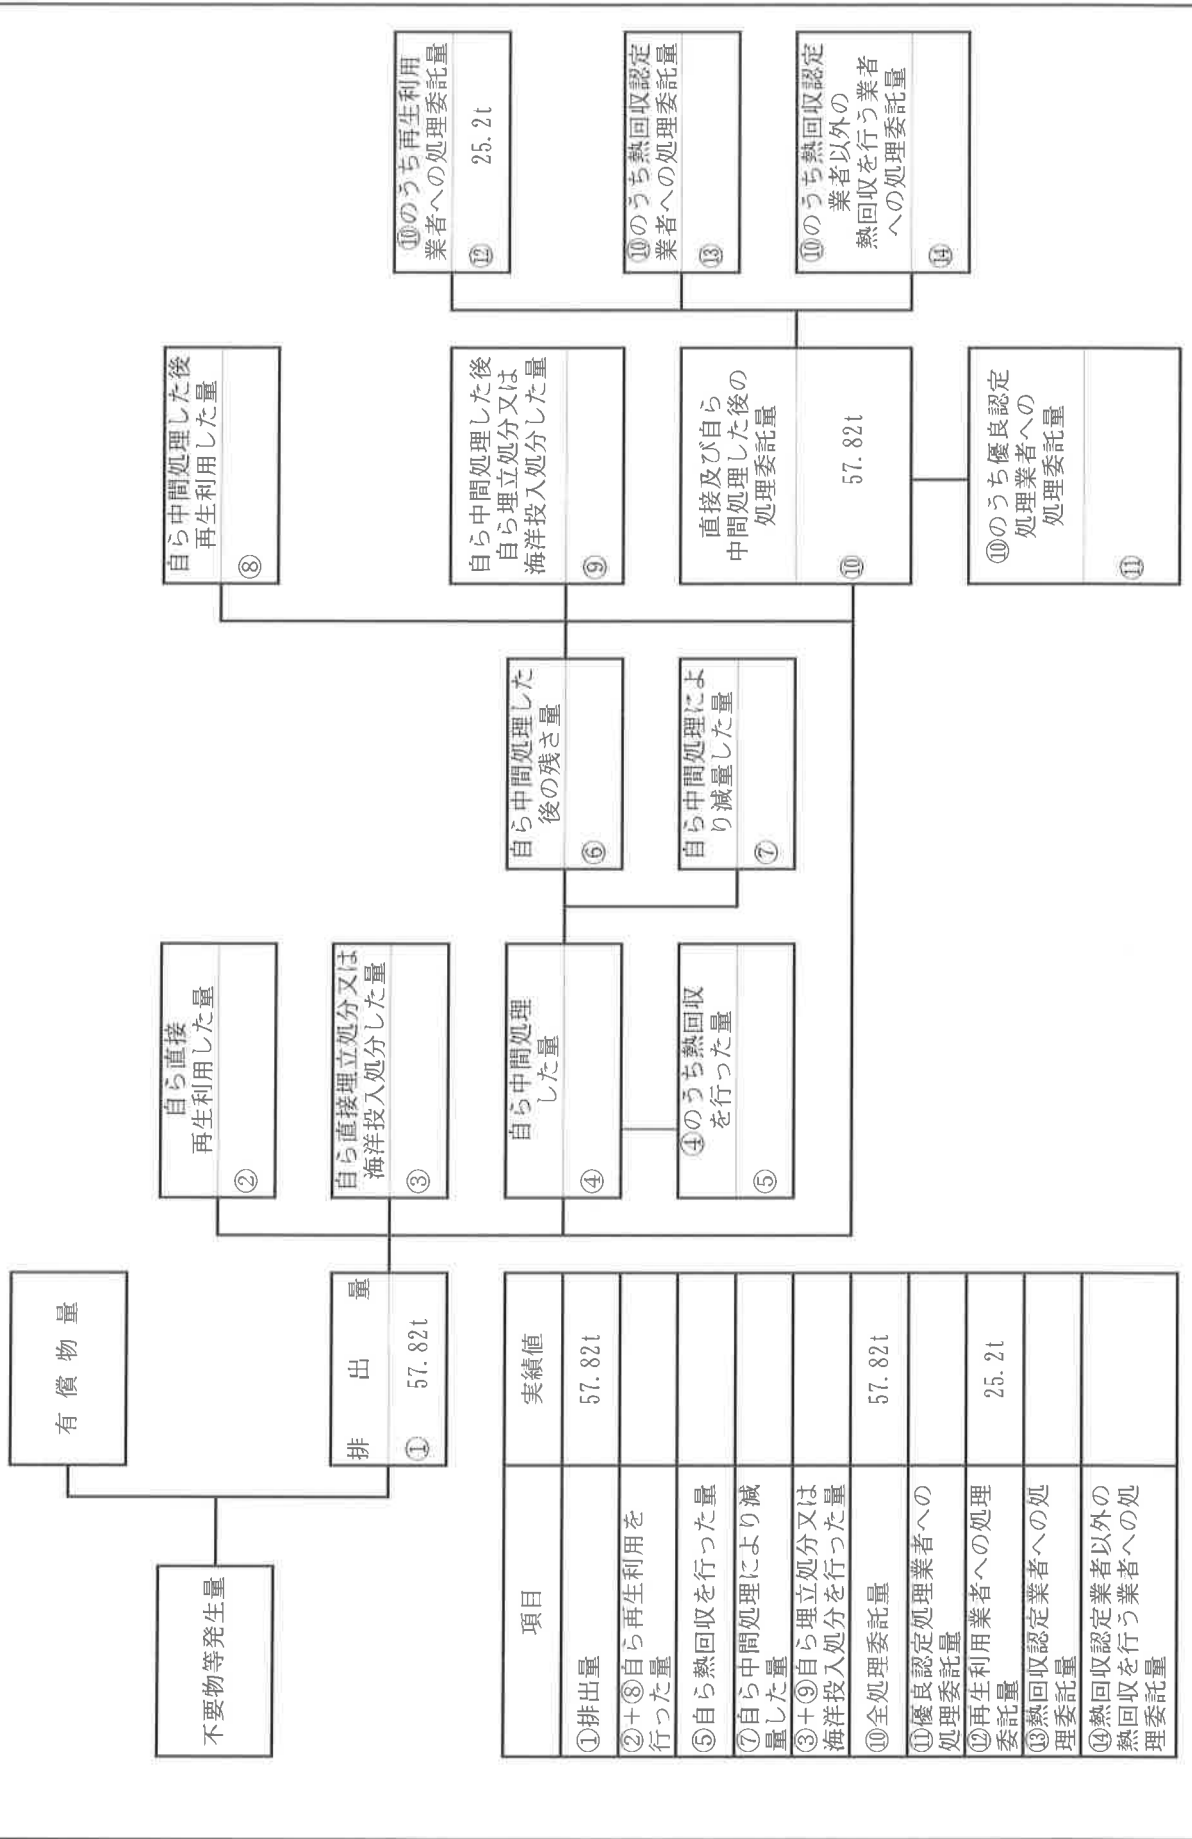 不要物等発生量
有償物量
排出量
① 57.82t
自ら直接
再生利用した量
②
自ら直接埋立処分又は
海洋投入処分した量
③
自ら中間処理
した量
④
④のうち熱回収
を行った量
⑤
自ら中間処理した
後の残さ量
⑥
自ら中間処理によ
り減量した量
⑦
自ら中間処理した後
再生利用した量
⑧
自ら中間処理した後
自ら埋立処分又は
海洋投入処分した量
⑨
直接及び自ら
中間処理した後の
処理委託量
⑩ 57.82t
⑩のうち優良認定
処理業者への
処理委託量
⑪
⑩のうち再生利用
業者への処理委託量
⑫ 25.2t
⑩のうち熱回収認定
業者への処理委託量
⑬
⑩のうち熱回収認定
業者以外の
熱回収を行う業者
への処理委託量
⑭
項目 実績値
①排出量 57.82t
②+⑧自ら再生利用を
行った量
⑤自ら熱回収を行った量
⑦自ら中間処理により減
量した量
③+⑨自ら埋立処分又は
海洋投入処分を行った量
⑩全処理委託量 57.82t
⑪優良認定処理業者への
処理委託量
⑫再生利用業者への処理
委託量 25.2t
⑬熱回収認定業者への処
理委託量
⑭熱回収認定業者以外の
熱回収を行う業者への処
理委託量